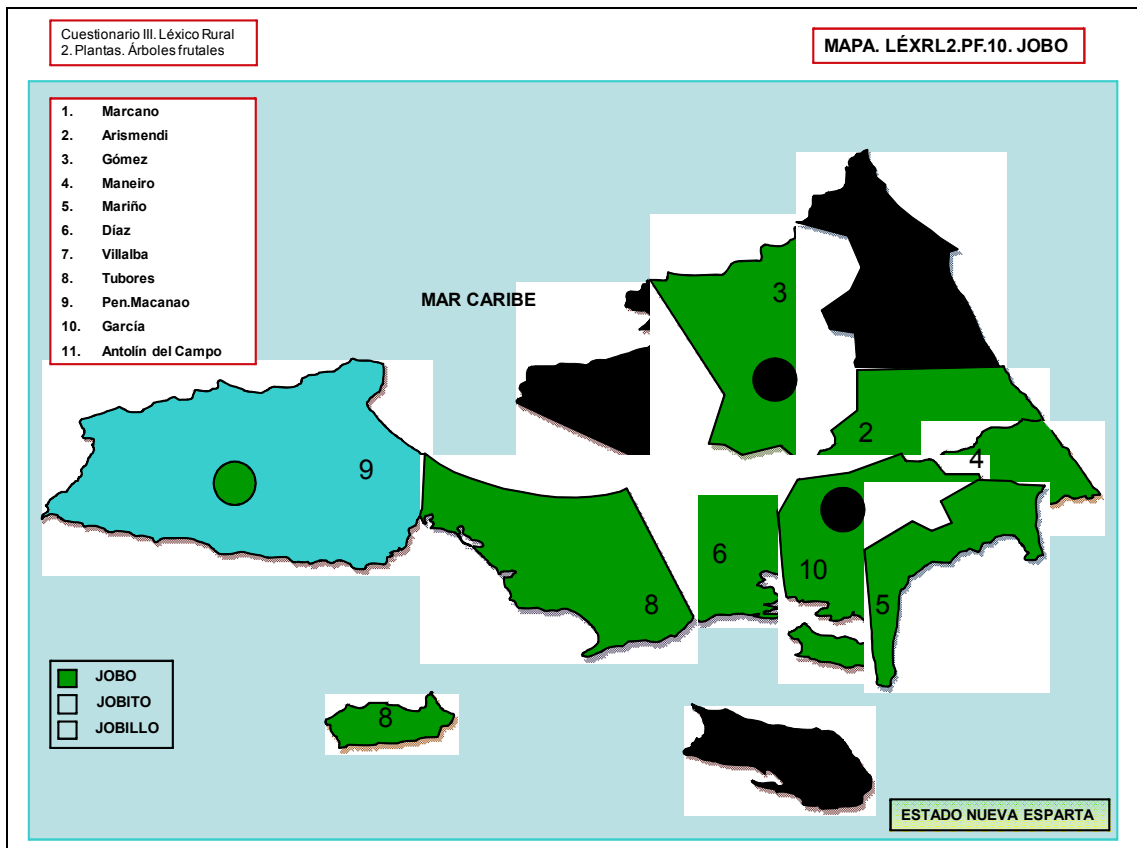 Cuestionario III. Léxico Rural
2. Plantas. Árboles frutales
MAPA. LÉXRL2.PF.10. JOBO
1. Marcano
2. Arismendi
3. Gómez
4. Maneiro
5. Mariño
6. Díaz
7. Villalba
8. Tubores
9. Pen.Macanao
10. García
11. Antolín del Campo
MAR CARIBE
3
2
4
9
6
10
8
5
8
JOBO
JOBITO
JOBILLO
ESTADO NUEVA ESPARTA